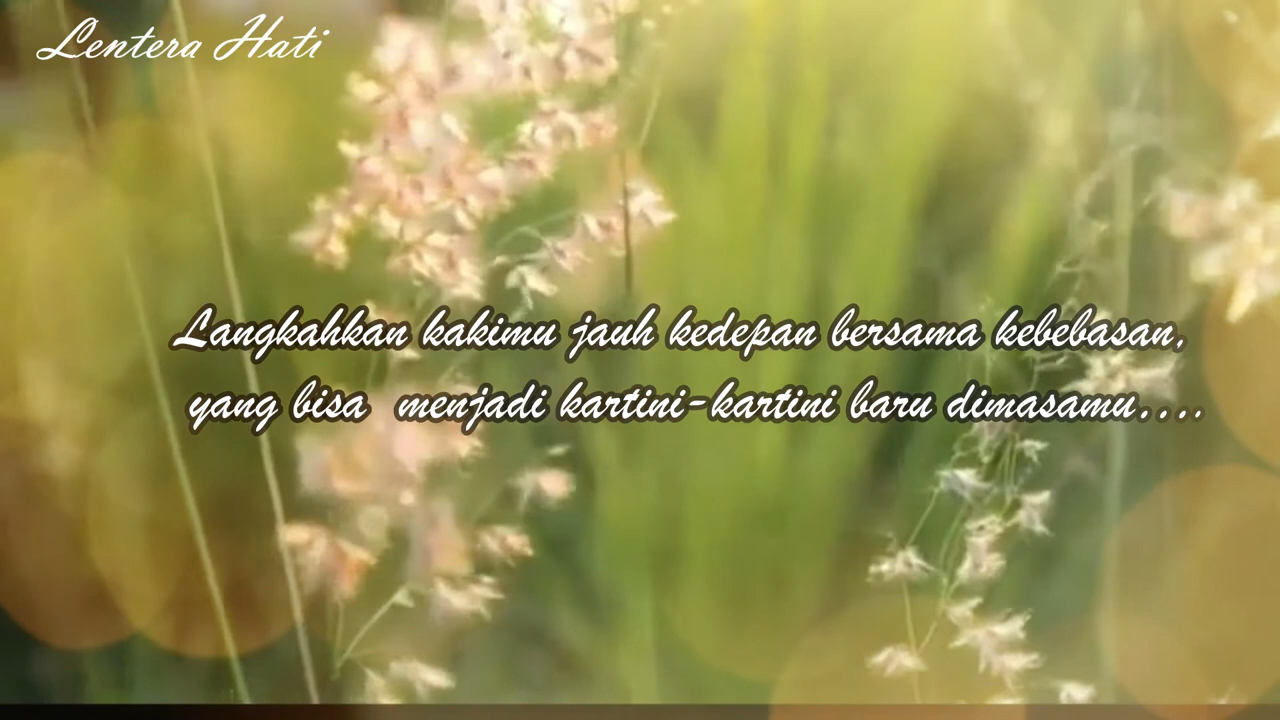 Lentera Hati
Langkahkan kakimu jauh kedepan bersama kebebasan,
yang bisa menjadi kartini-kartini baru dimasamu....